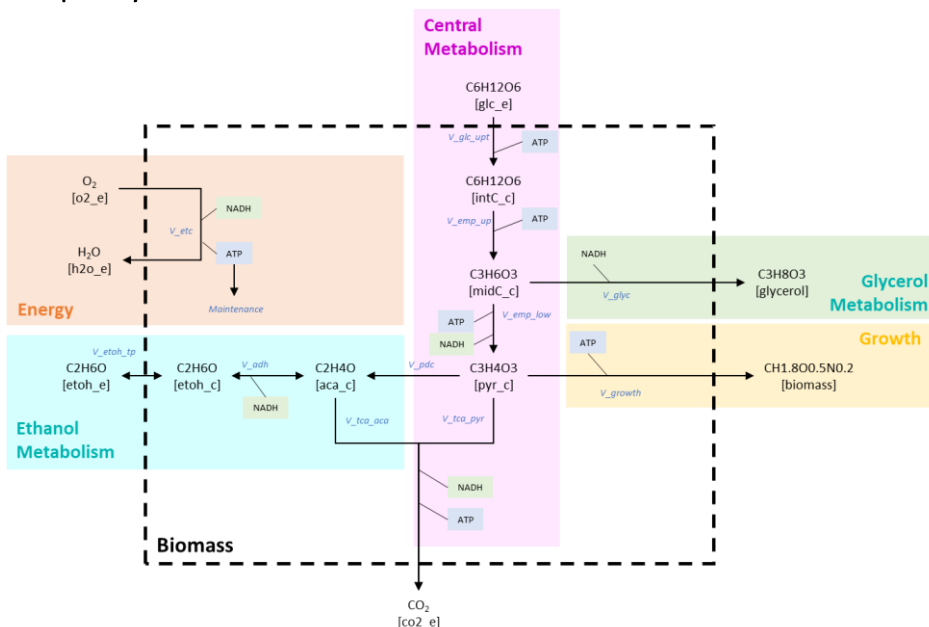 Central
Metabolism
C6H12O6
[glc_e]
V_glc_upt
ATP
O2
[o2_e]
C6H12O6
[intC_c]
NADH
V_emp_up
ATP
V_etc
H2O
[h2o_e]
ATP
NADH
C3H6O3
[midC_c]
V_glyc
C3H8O3
[glycerol]
Glycerol
Metabolism
Energy
Maintenance
ATP
V_emp_low
NADH
Growth
ATP
V_etoh_tp
C2H6O
[etoh_e]
C2H6O
[etoh_c]
V_adh
NADH
C2H4O
[aca_c]
V_pdc
C3H4O3
[pyr_c]
V_growth
CH1.8O0.5N0.2
[biomass]
V_tca_aca
V_tca_pyr
Ethanol
Metabolism
NADH
ATP
Biomass
CO2
[co2_e]